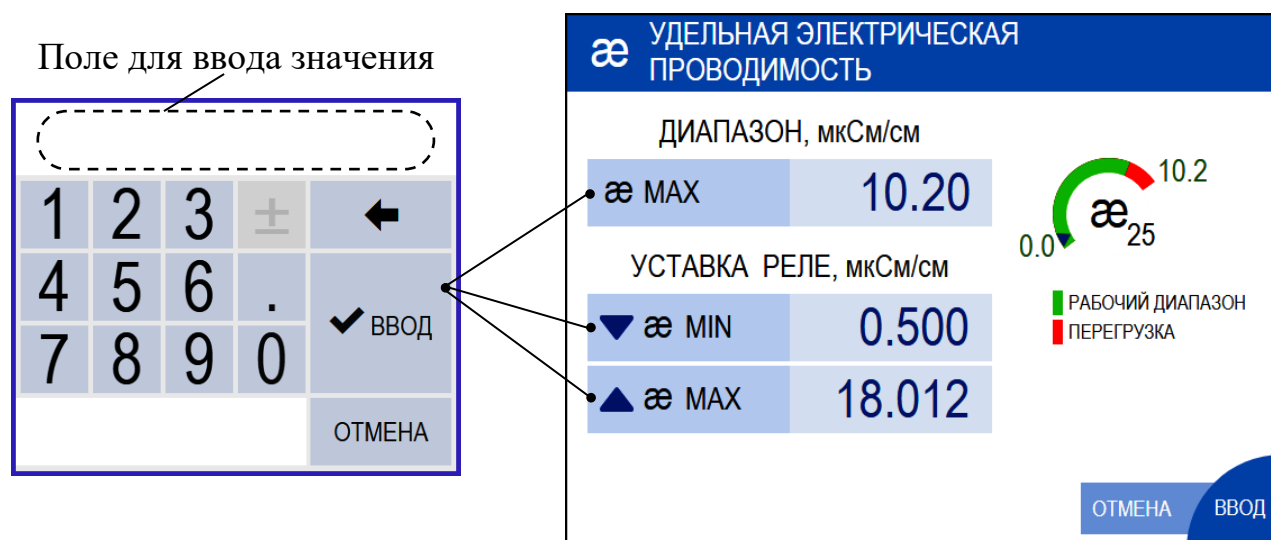 Поле для ввода значения
1 2 3 ±
4 5 6 .
ВВОД
7 8 9 0
ОТМЕНА
æ УДЕЛЬНАЯ ЭЛЕКТРИЧЕСКАЯ
ПРОВОДИМОСТЬ
ДИАПАЗОН, мкСм/см
æ MAX 10.20
УСТАВКА РЕЛЕ, мкСм/см
æ MIN 0.500
æ MAX 18.012
10.2
æ25
0.0
РАБОЧИЙ ДИАПАЗОН
ПЕРЕГРУЗКА
ОТМЕНА ВВОД